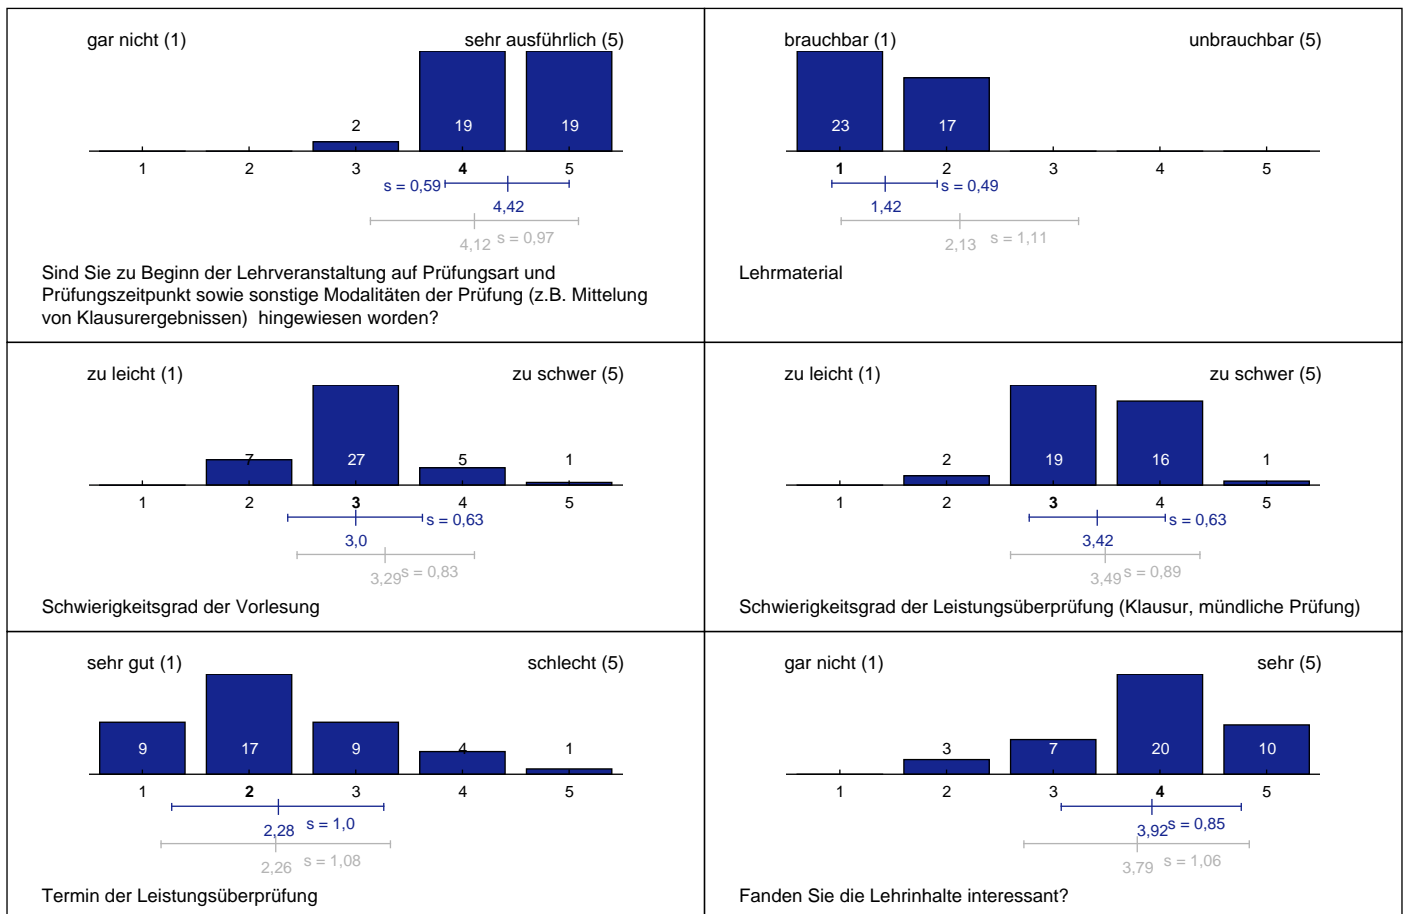 gar nicht (1) sehr ausführlich (5)
2 19 19
1 2 3 4 5
s = 0,59
4,42
4,12 s = 0,97
Sind Sie zu Beginn der Lehrveranstaltung auf Prüfungsart und
Prüfungszeitpunkt sowie sonstige Modalitäten der Prüfung (z.B. Mittelung
von Klausurergebnissen) hingewiesen worden?
brauchbar (1) unbrauchbar (5)
23 17
1 2 3 4 5
s = 0,49
1,42
2,13 s = 1,11
Lehrmaterial
zu leicht (1) zu schwer (5)
7 27 5 1
1 2 3 4 5
s = 0,63
3,0
3,29 s = 0,83
Schwierigkeitsgrad der Vorlesung
zu leicht (1) zu schwer (5)
2 19 16 1
1 2 3 4 5
s = 0,63
3,42
3,49 s = 0,89
Schwierigkeitsgrad der Leistungsüberprüfung (Klausur, mündliche Prüfung)
sehr gut (1) schlecht (5)
9 17 9 4 1
1 2 3 4 5
2,28 s = 1,0
2,26 s = 1,08
Termin der Leistungsüberprüfung
gar nicht (1) sehr (5)
3 7 20 10
1 2 3 4 5
3,92 s = 0,85
3,79 s = 1,06
Fanden Sie die Lehrinhalte interessant?